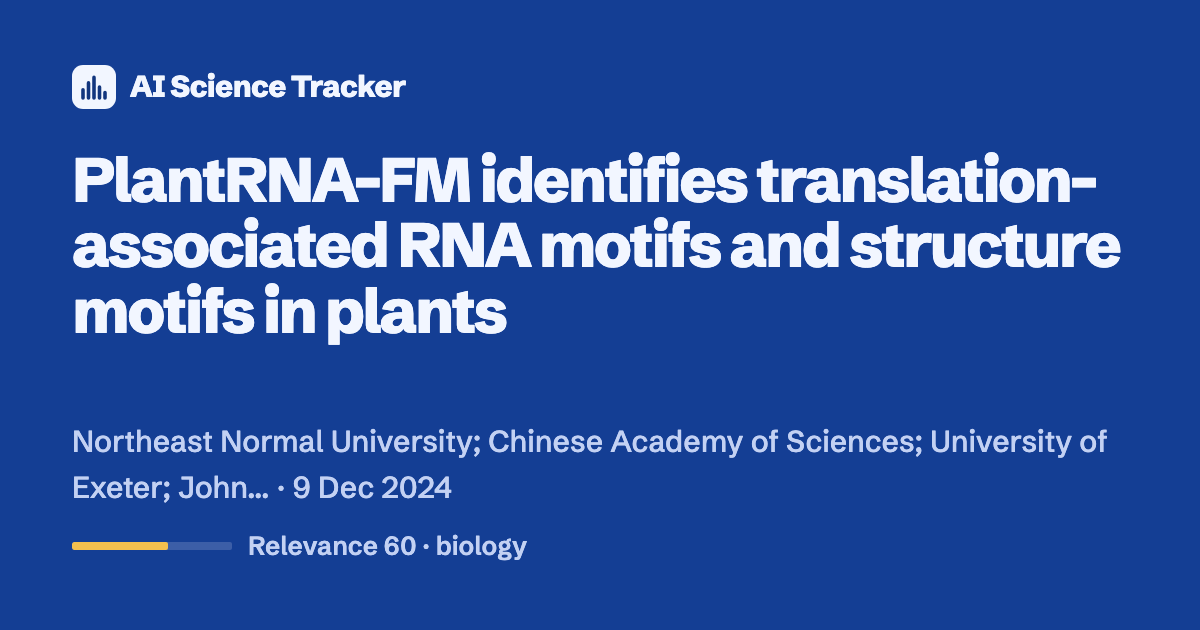 AI Science Tracker
PlantRNA-FM identifies translation-
associated RNA motifs and structure
motifs in plants
Northeast Normal University; Chinese Academy of Sciences; University of
Exeter; John... · 9 Dec 2024
Relevance 60 · biology